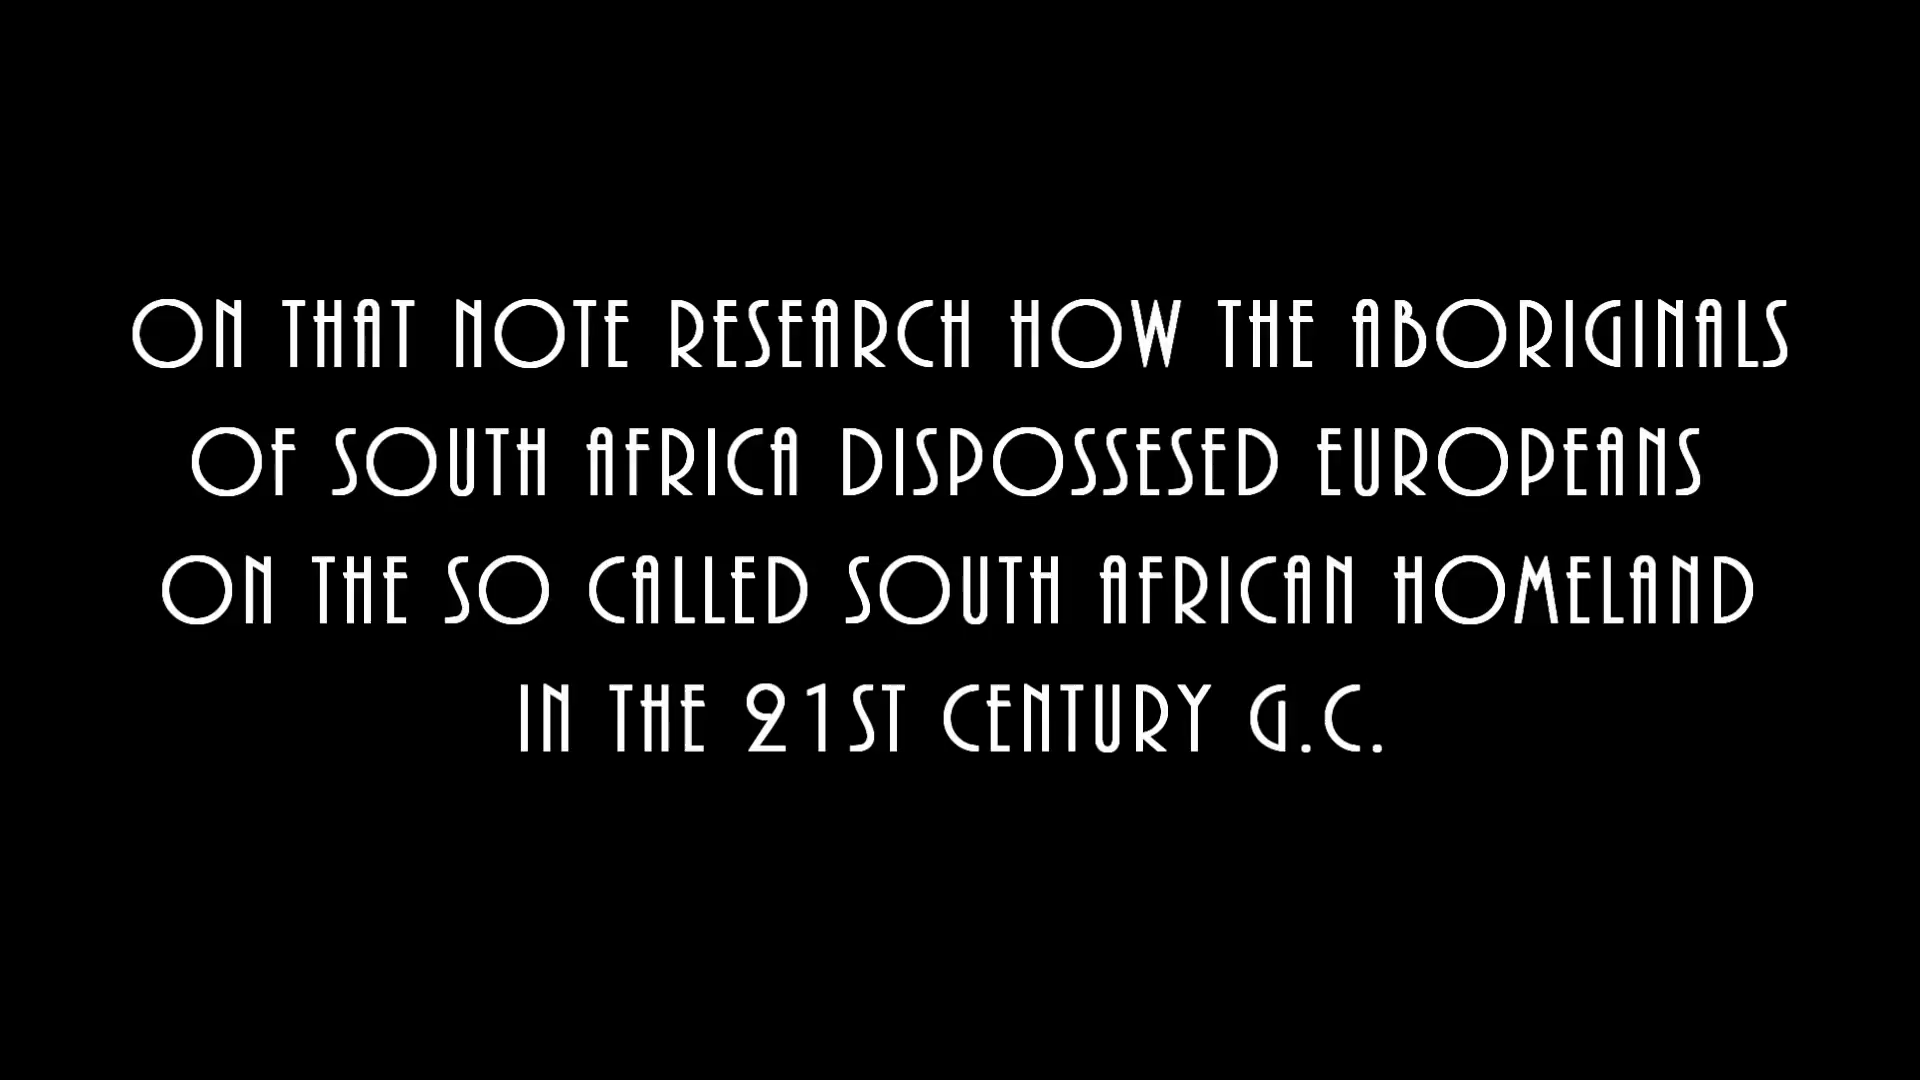 ON THAT NOTE RESEARCH HOW THE ABORIGINALS
OF SOUTH AFRICA DISPOSSESED EUROPEANS
ON THE SO CALLED SOUTH AFRICAN HOMELAND
IN THE 21ST CENTURY G.C.